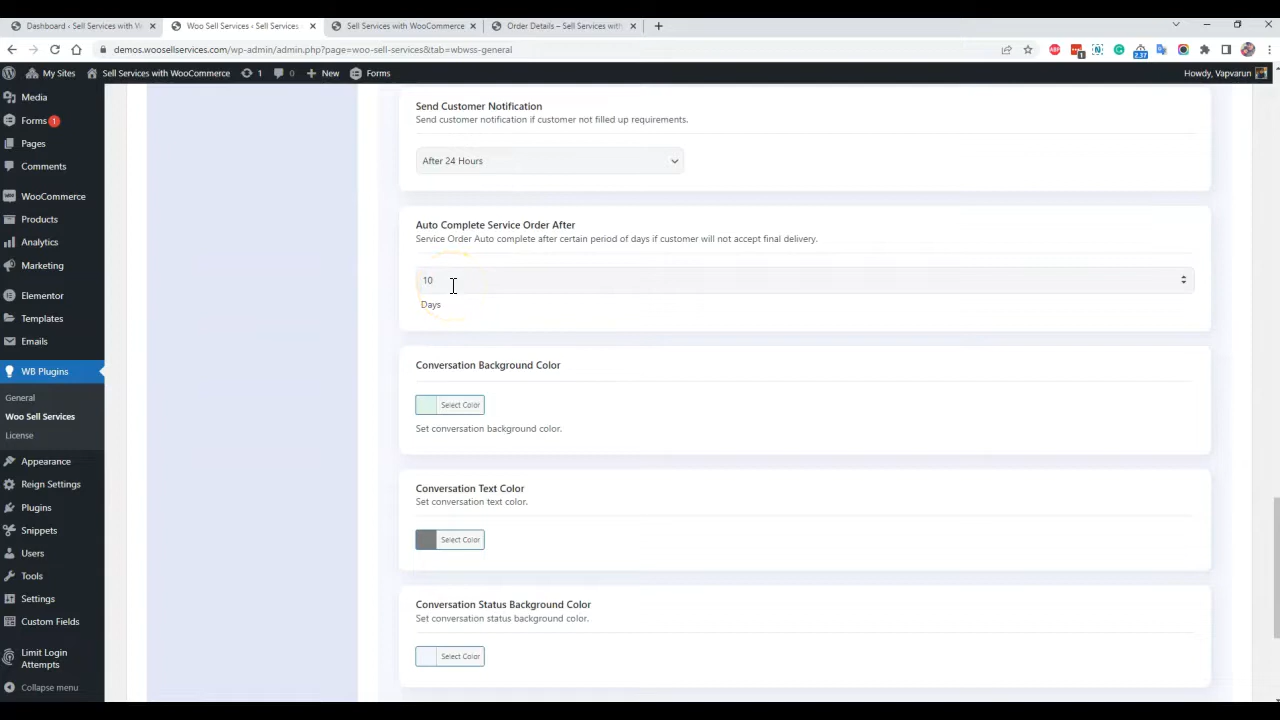 Dashboard ‹ Sell Services with W
Woo Sell Services ‹ Sell Services
Sell Services with WooCommerce
Order Details – Sell Services with
demos.woosellservices.com/wp-admin/admin.php?page=woo-sell-services&tab=wbwss-general
1
2.37
My Sites
Sell Services with WooCommerce
1
0
New
Forms
Howdy, Vapvarun
Media
Forms 1
Pages
Comments
WooCommerce
Products
Analytics
Marketing
Elementor
Templates
Emails
WB Plugins
General
Woo Sell Services
License
Appearance
Reign Settings
Plugins
Snippets
Users
Tools
Settings
Custom Fields
Limit Login
Attempts
Collapse menu
Send Customer Notification
Send customer notification if customer not filled up requirements.
After 24 Hours
Auto Complete Service Order After
Service Order Auto complete after certain period of days if customer will not accept final delivery.
10
Days
Conversation Background Color
Select Color
Set conversation background color.
Conversation Text Color
Set conversation text color.
Select Color
Conversation Status Background Color
Set conversation status background color.
Select Color